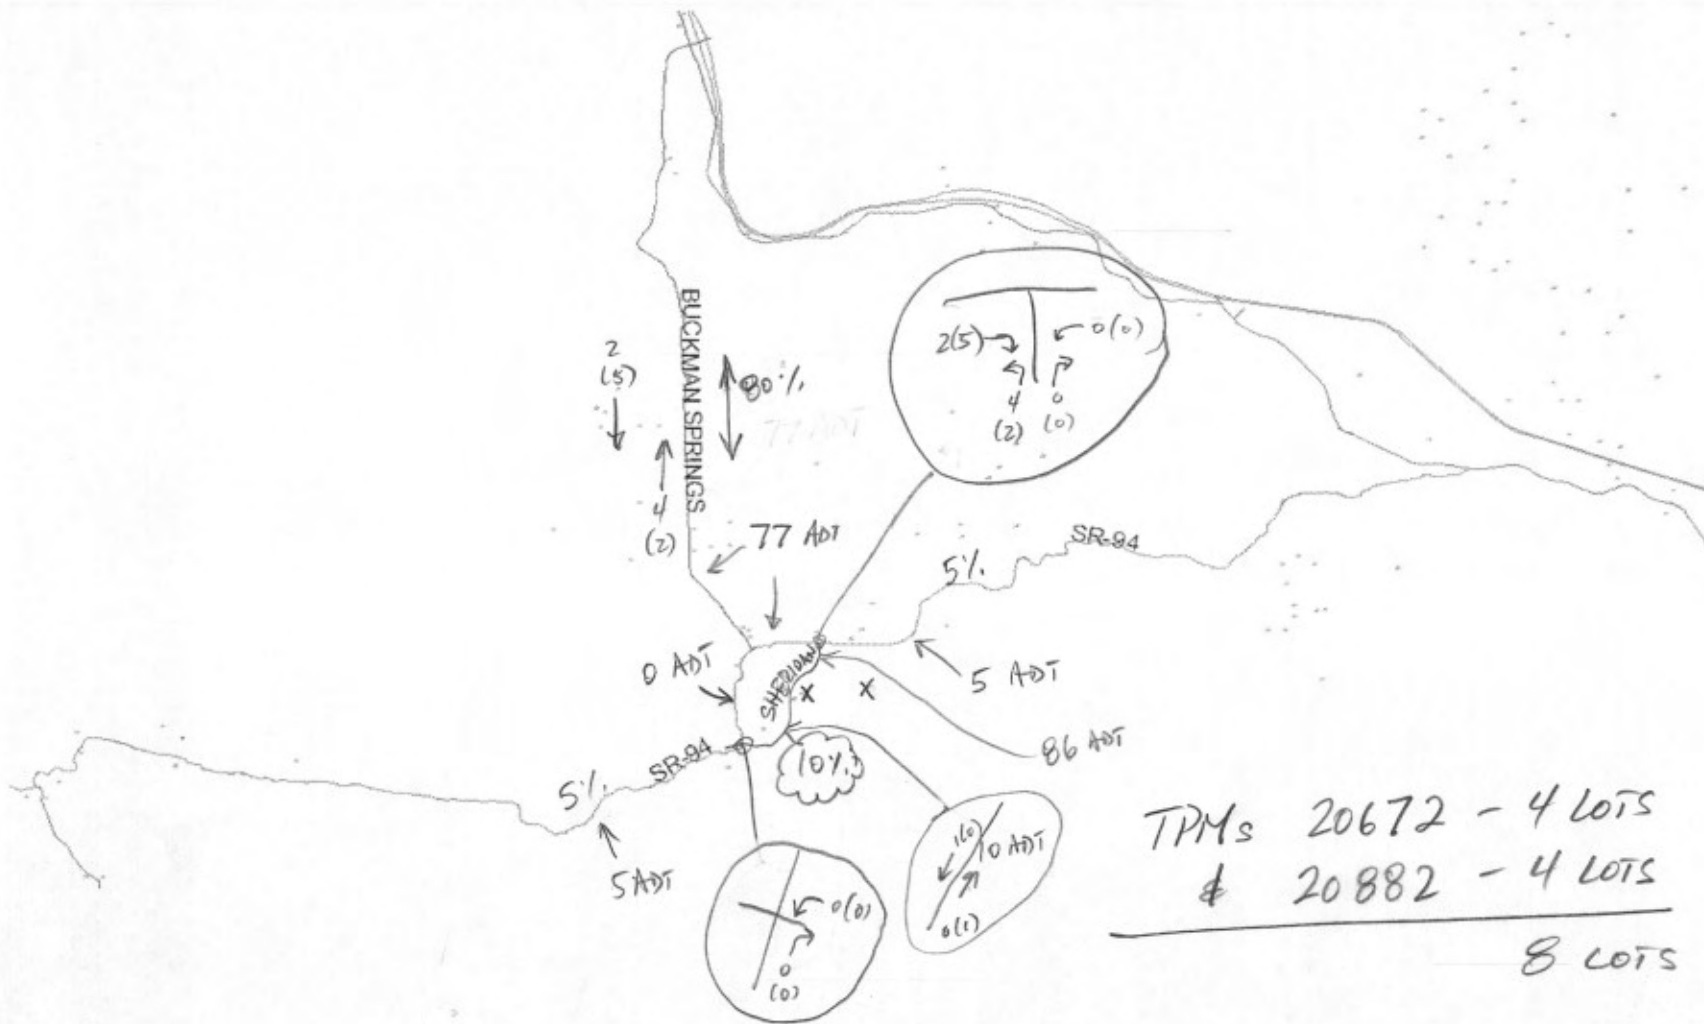 BUCKMAN SPRINGS
2
(5)
80%
77 ADT
4
(2)
77 ADT
2(5)
0(0)
4
(2)
0
(0)
SR-94
5%
0 ADT
SHERIDAN
X X
5 ADT
86 ADT
SR-94
10%
5%
5 ADT
1(0)
10 ADT
0(1)
0(0)
0
(0)
TPMs 20672 - 4 LOTS
& 20882 - 4 LOTS
8 LOTS